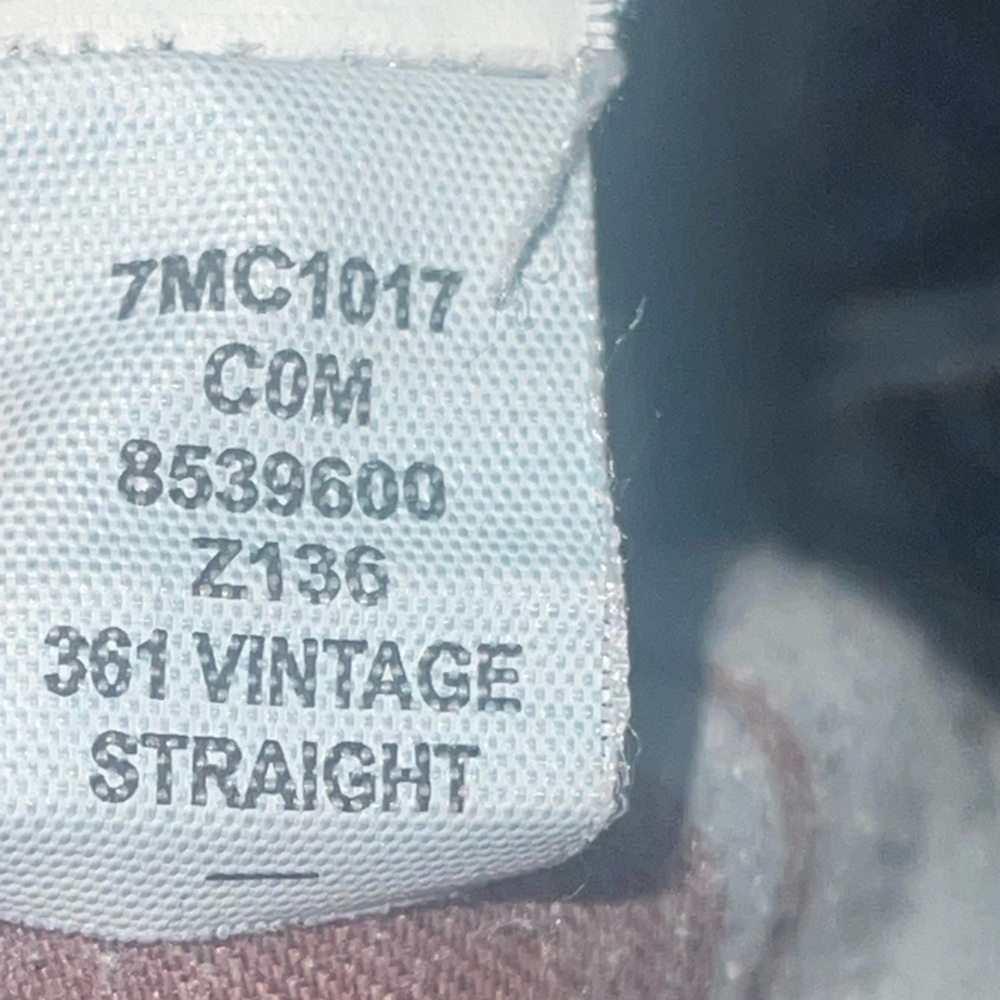 7MC1017
COM
8539600
Z136
361 VINTAGE
STRAIGHT